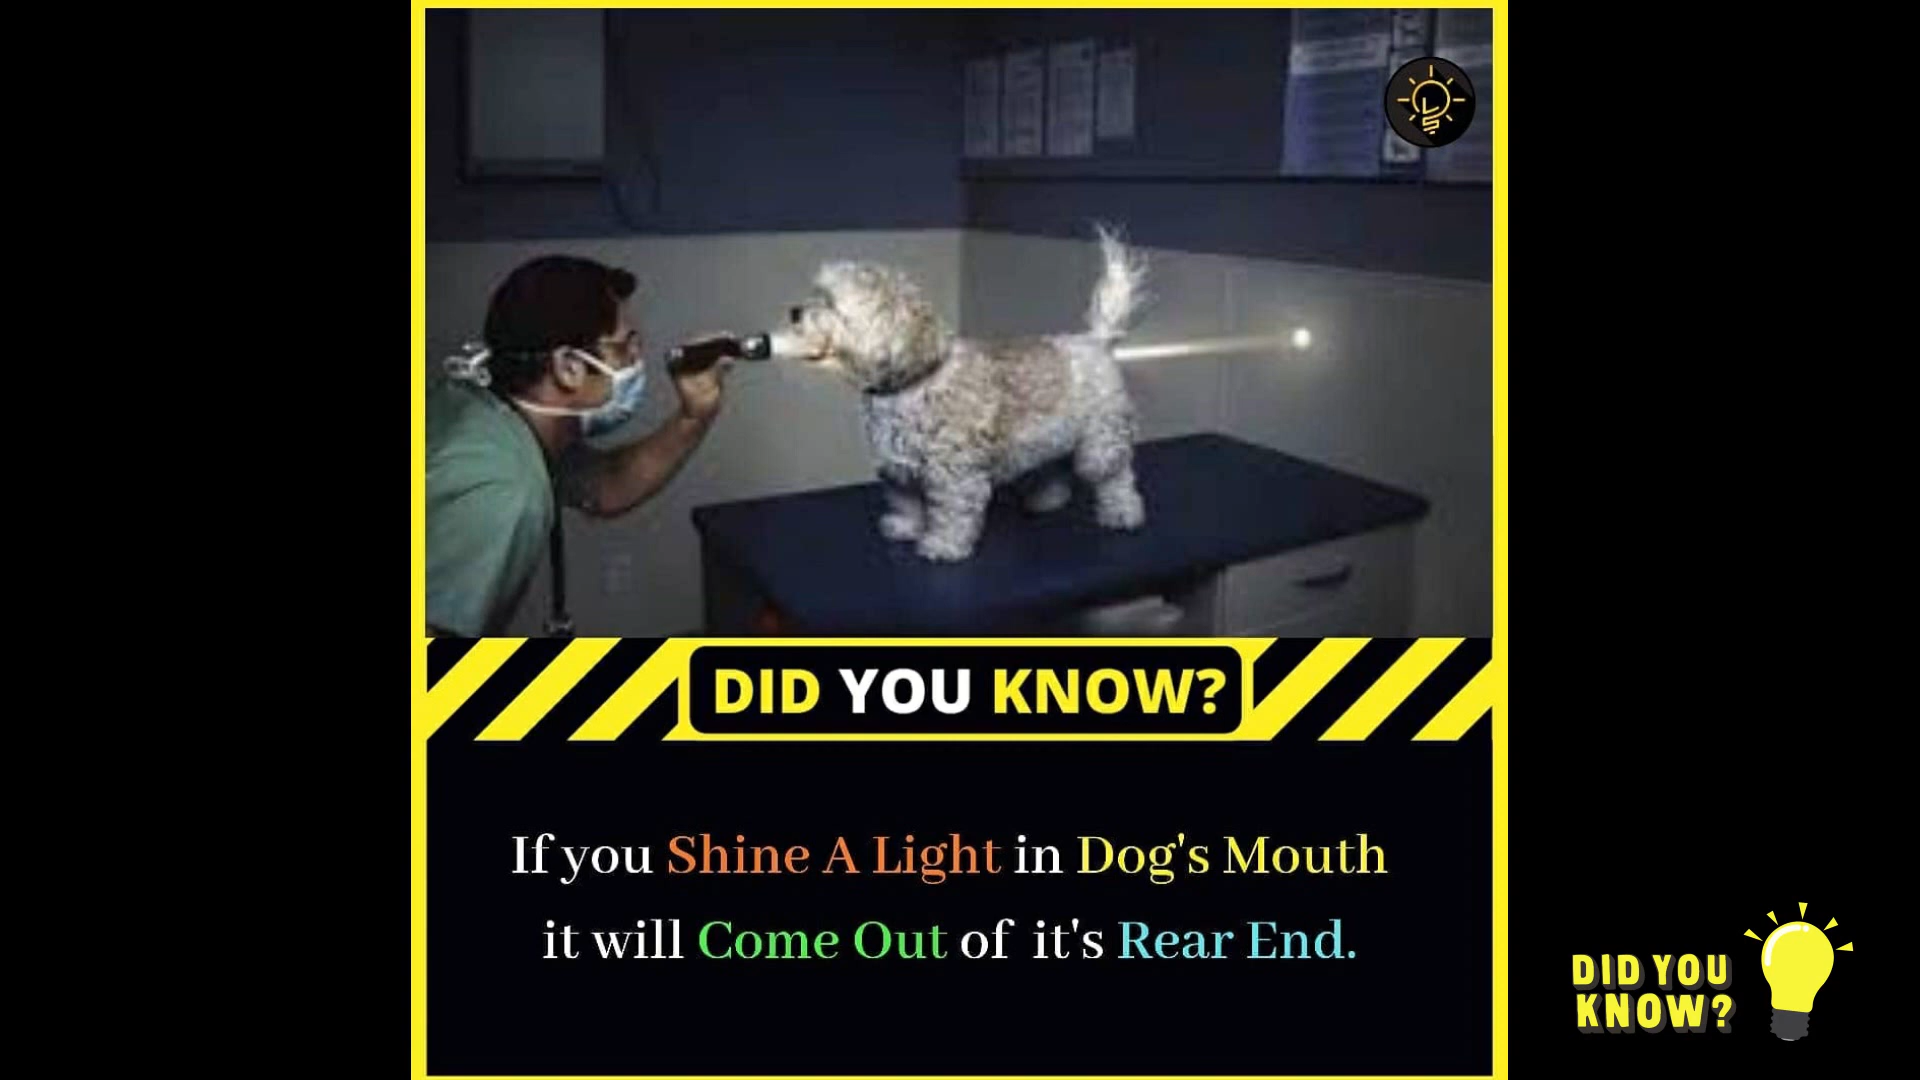 DID YOU KNOW?
If you Shine A Light in Dog's Mouth
it will Come Out of it's Rear End.
DID YOU
KNOW?